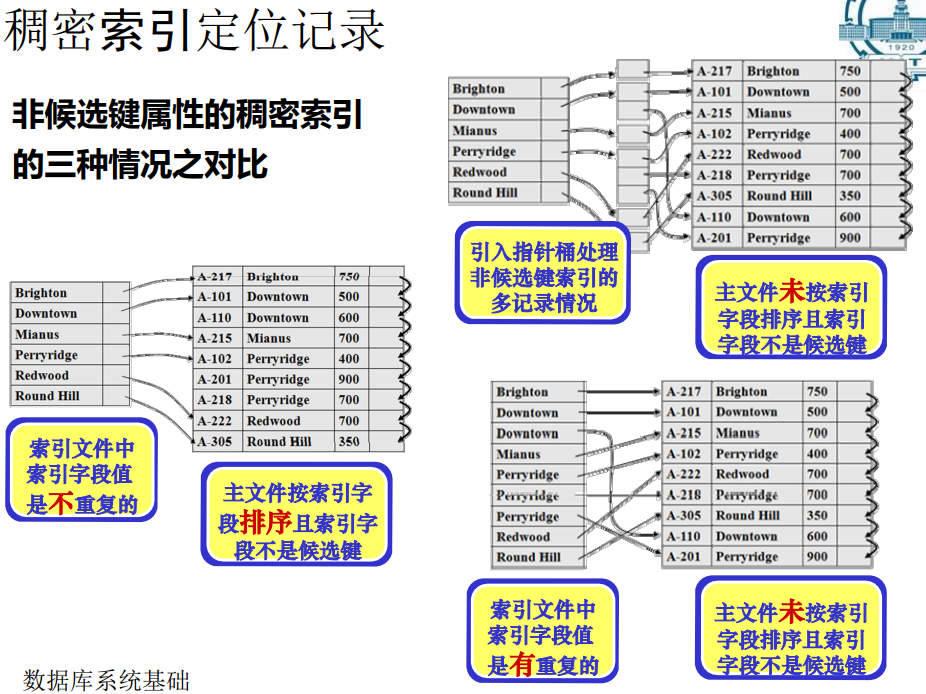 稠密索引定位记录
1920
非候选键属性的稠密索引
的三种情况之对比
Brighton
Downtown
Mianus
Perryridge
Redwood
Round Hill
A-217 Brighton 750
A-101 Downtown 500
A-215 Mianus 700
A-102 Perryridge 400
A-222 Redwood 700
A-218 Perryridge 700
A-305 Round Hill 350
A-110 Downtown 600
A-201 Perryridge 900
引入指针桶处理
非候选键索引的
多记录情况
主文件未按索引
字段排序且索引
字段不是候选键
Brighton
Downtown
Mianus
Perryridge
Redwood
Round Hill
A-217 Brighton 750
A-101 Downtown 500
A-110 Downtown 600
A-215 Mianus 700
A-102 Perryridge 400
A-201 Perryridge 900
A-218 Perryridge 700
A-222 Redwood 700
A-305 Round Hill 350
索引文件中
索引字段值
是不重复的
主文件按索引字
段排序且索引字
段不是候选键
Brighton
Downtown
Downtown
Mianus
Perryridge
Perryridge
Perryridge
Redwood
Round Hill
A-217 Brighton 750
A-101 Downtown 500
A-215 Mianus 700
A-102 Perryridge 400
A-222 Redwood 700
A-218 Perryridge 700
A-305 Round Hill 350
A-110 Downtown 600
A-201 Perryridge 900
索引文件中
索引字段值
是有重复的
主文件未按索引
字段排序且索引
字段不是候选键
数据库系统基础